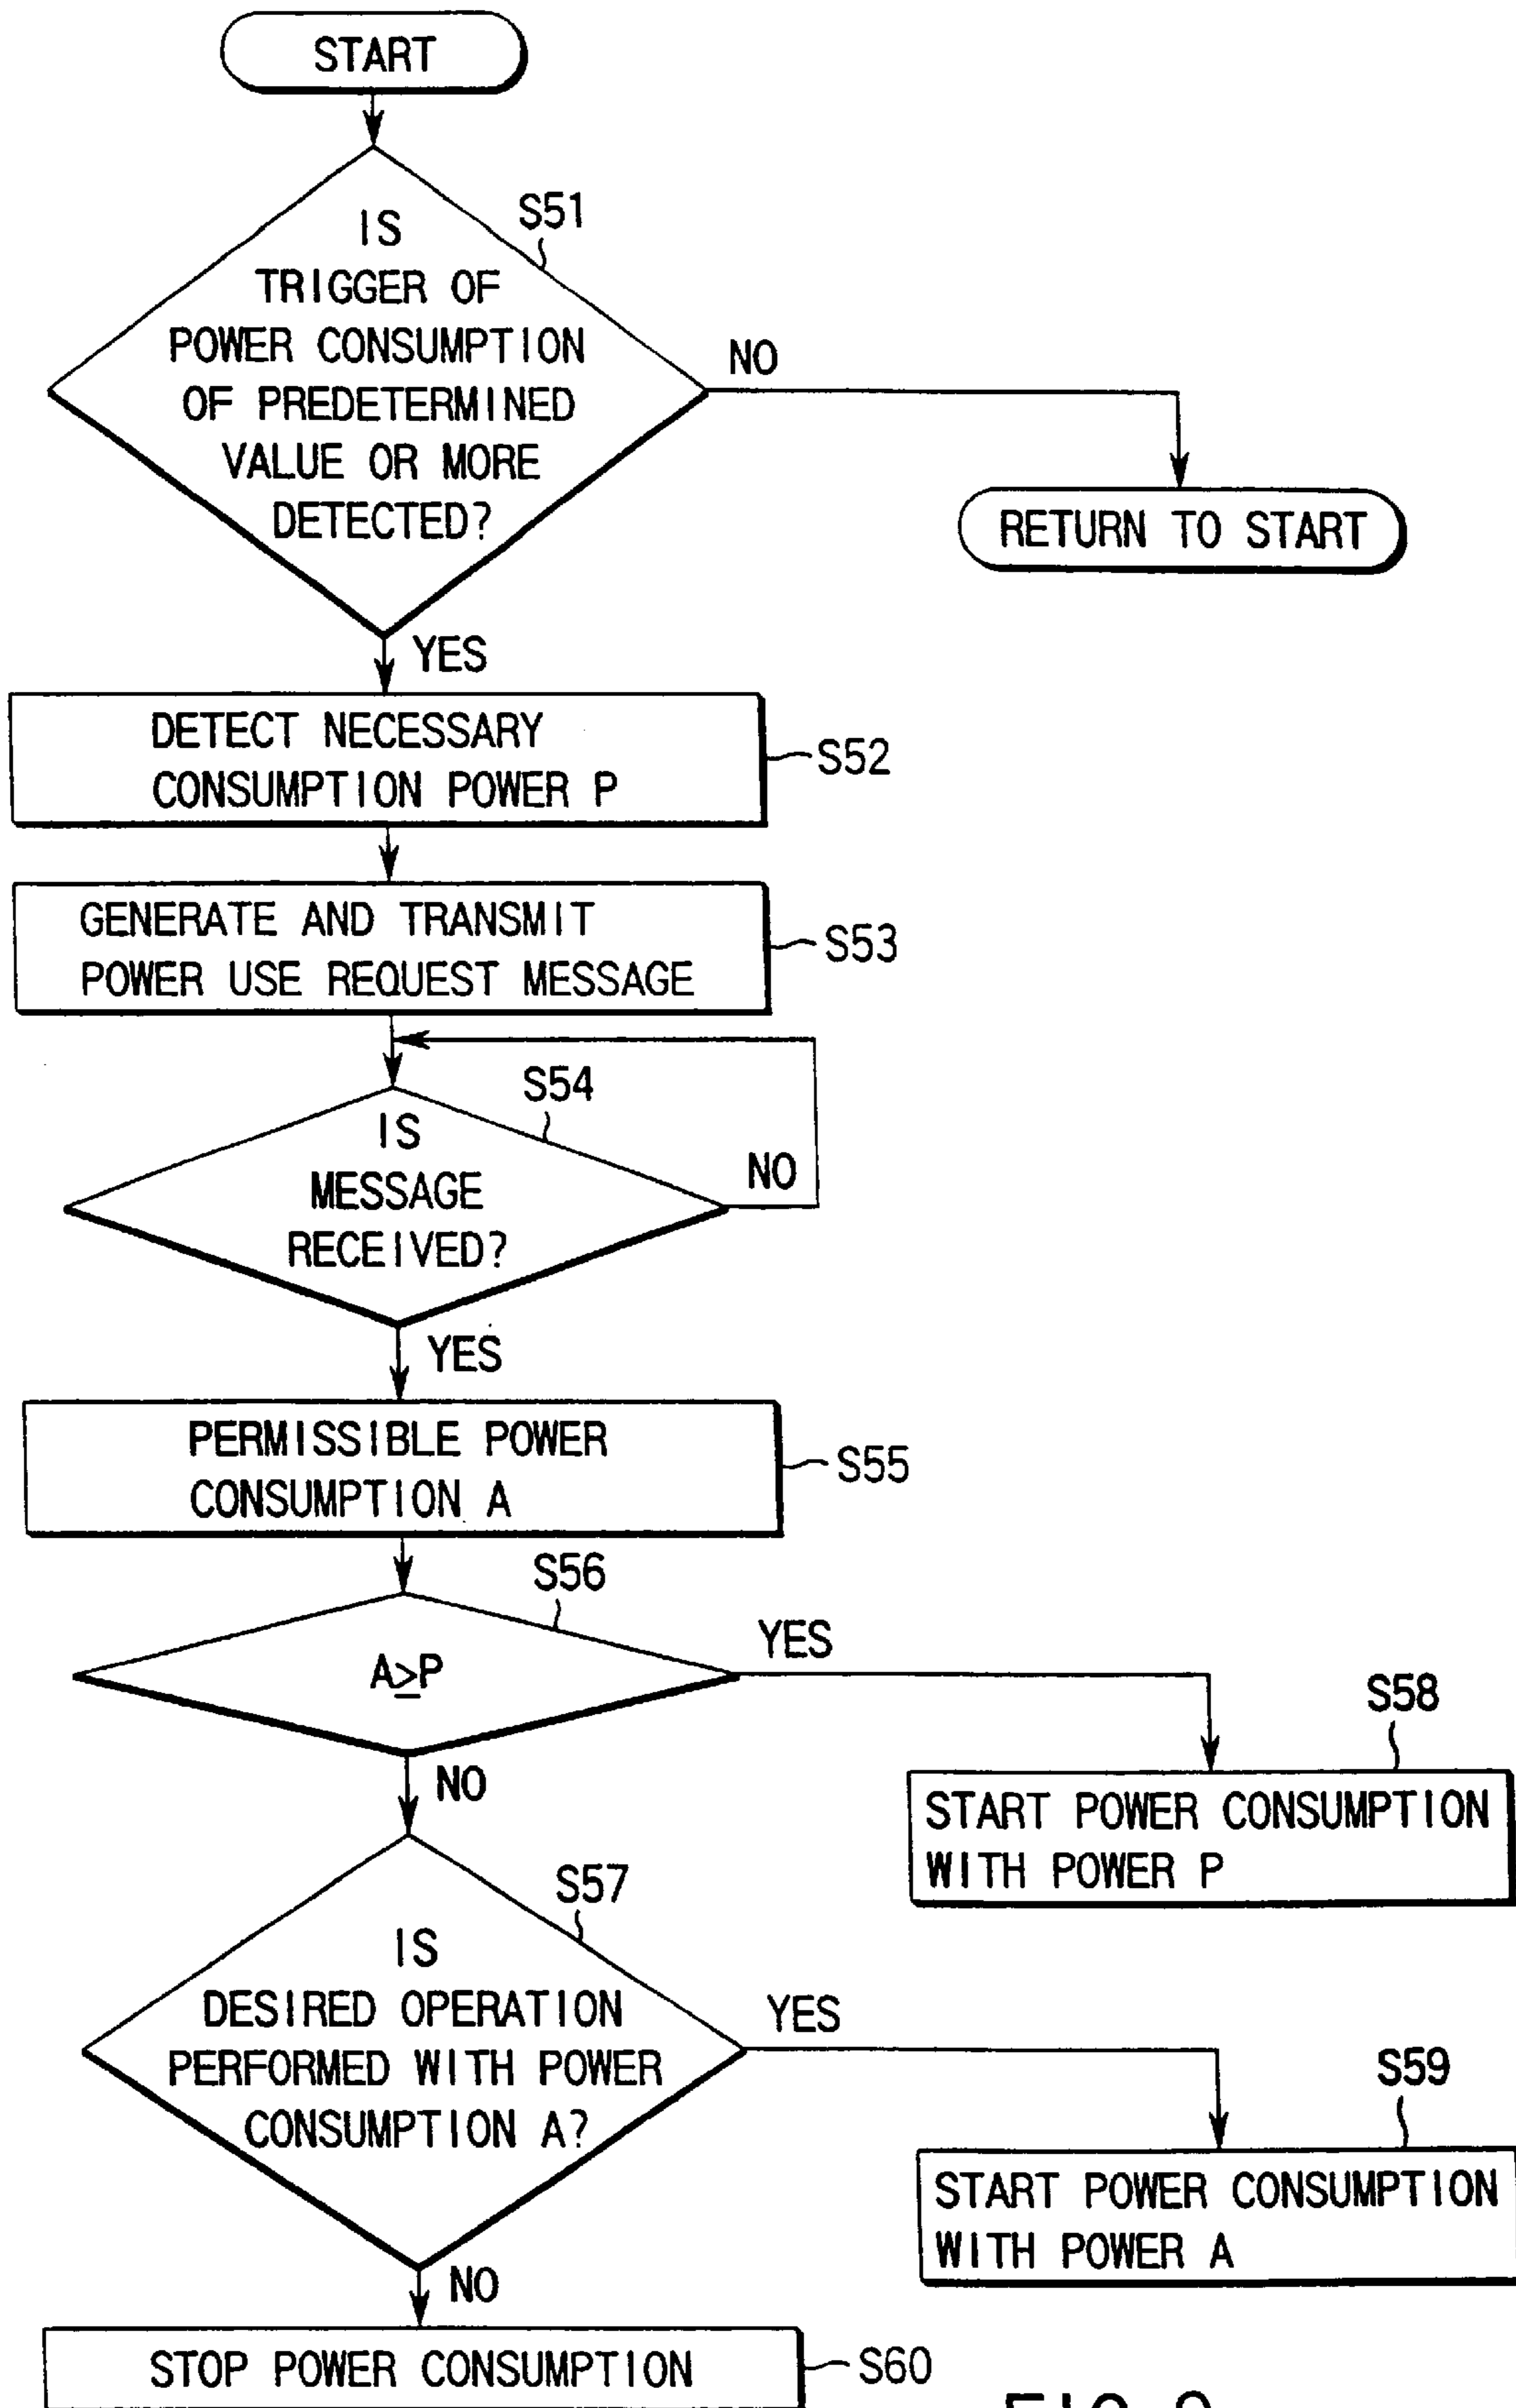 START
S51
IS
TRIGGER OF
POWER CONSUMPTION
OF PREDETERMINED
VALUE OR MORE
DETECTED?
NO
RETURN TO START
YES
DETECT NECESSARY
CONSUMPTION POWER P
S52
GENERATE AND TRANSMIT
POWER USE REQUEST MESSAGE
S53
S54
IS
MESSAGE
RECEIVED?
NO
YES
PERMISSIBLE POWER
CONSUMPTION A
S55
S56
A≥P
YES
NO
S58
START POWER CONSUMPTION
WITH POWER P
S57
IS
DESIRED OPERATION
PERFORMED WITH POWER
CONSUMPTION A?
YES
S59
START POWER CONSUMPTION
WITH POWER A
NO
STOP POWER CONSUMPTION
S60